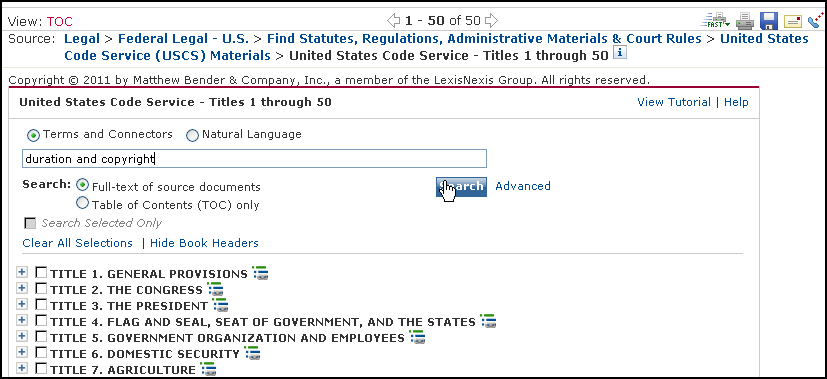 View: TOC
1 - 50 of 50
FAST
Source: Legal > Federal Legal - U.S. > Find Statutes, Regulations, Administrative Materials & Court Rules > United States
Code Service (USCS) Materials > United States Code Service - Titles 1 through 50 i
Copyright © 2011 by Matthew Bender & Company, Inc., a member of the LexisNexis Group. All rights reserved.
United States Code Service - Titles 1 through 50
View Tutorial | Help
Terms and Connectors Natural Language
duration and copyright
Search: Full-text of source documents
Search Advanced
Table of Contents (TOC) only
Search Selected Only
Clear All Selections | Hide Book Headers
TITLE 1. GENERAL PROVISIONS
TITLE 2. THE CONGRESS
TITLE 3. THE PRESIDENT
TITLE 4. FLAG AND SEAL, SEAT OF GOVERNMENT, AND THE STATES
TITLE 5. GOVERNMENT ORGANIZATION AND EMPLOYEES
TITLE 6. DOMESTIC SECURITY
TITLE 7. AGRICULTURE